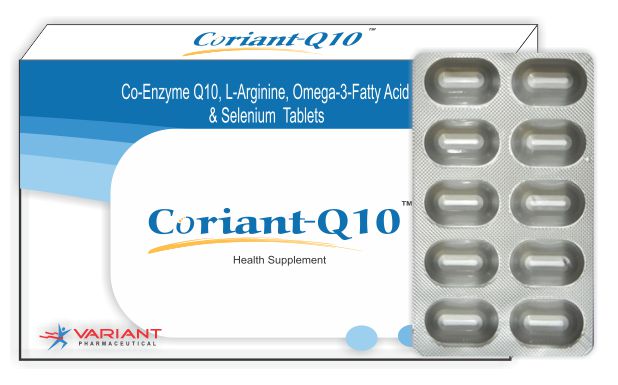 Coriant-Q10™
Co-Enzyme Q10, L-Arginine, Omega-3-Fatty Acid
& Selenium Tablets
Coriant-Q10™
Health Supplement
VARIANT
PHARMACEUTICAL